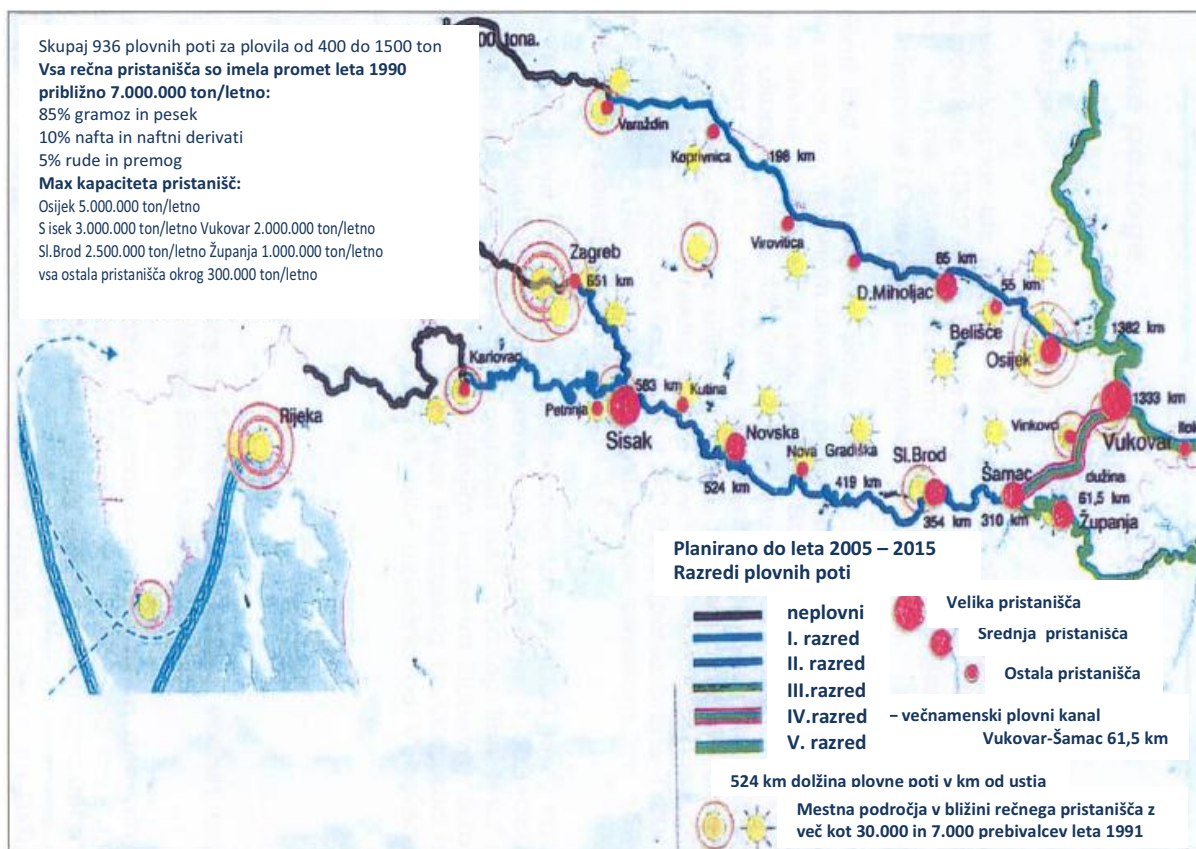 Skupaj 936 plovnih poti za plovila od 400 do 1500 ton
00 tona.
Vsa rečna pristanišča so imela promet leta 1990
približno 7.000.000 ton/letno:
85% gramoz in pesek
10% nafta in naftni derivati
5% rude in premog
Max kapaciteta pristanišč:
Osijek 5.000.000 ton/letno
S isek 3.000.000 ton/letno Vukovar 2.000.000 ton/letno
Sl.Brod 2.500.000 ton/letno Županja 1.000.000 ton/letno
vsa ostala pristanišča okrog 300.000 ton/letno
Varaždin
Koprivnica
196 km
Virovitica
Zagreb
651 km
85 km
D.Miholjac
55 km
Belišće
Osijek
1382 km
Karlovac
583 km
Kutina
Petrinja
Sisak
Rijeka
1333 km
Vinkovci
Vukovar
Ilok
Novska
Nova Gradiška
Sl.Brod
524 km
419 km
Šamac
dužina
61,5 km
354 km
310 km
Županja
Planirano do leta 2005 – 2015
Razredi plovnih poti
neplovni
I. razred
II. razred
III.razred
IV.razred
V. razred
Velika pristanišča
Srednja pristanišča
Ostala pristanišča
– večnamenski plovni kanal
Vukovar-Šamac 61,5 km
524 km dolžina plovne poti v km od ustja
Mestna področja v bližini rečnega pristanišča z
več kot 30.000 in 7.000 prebivalcev leta 1991